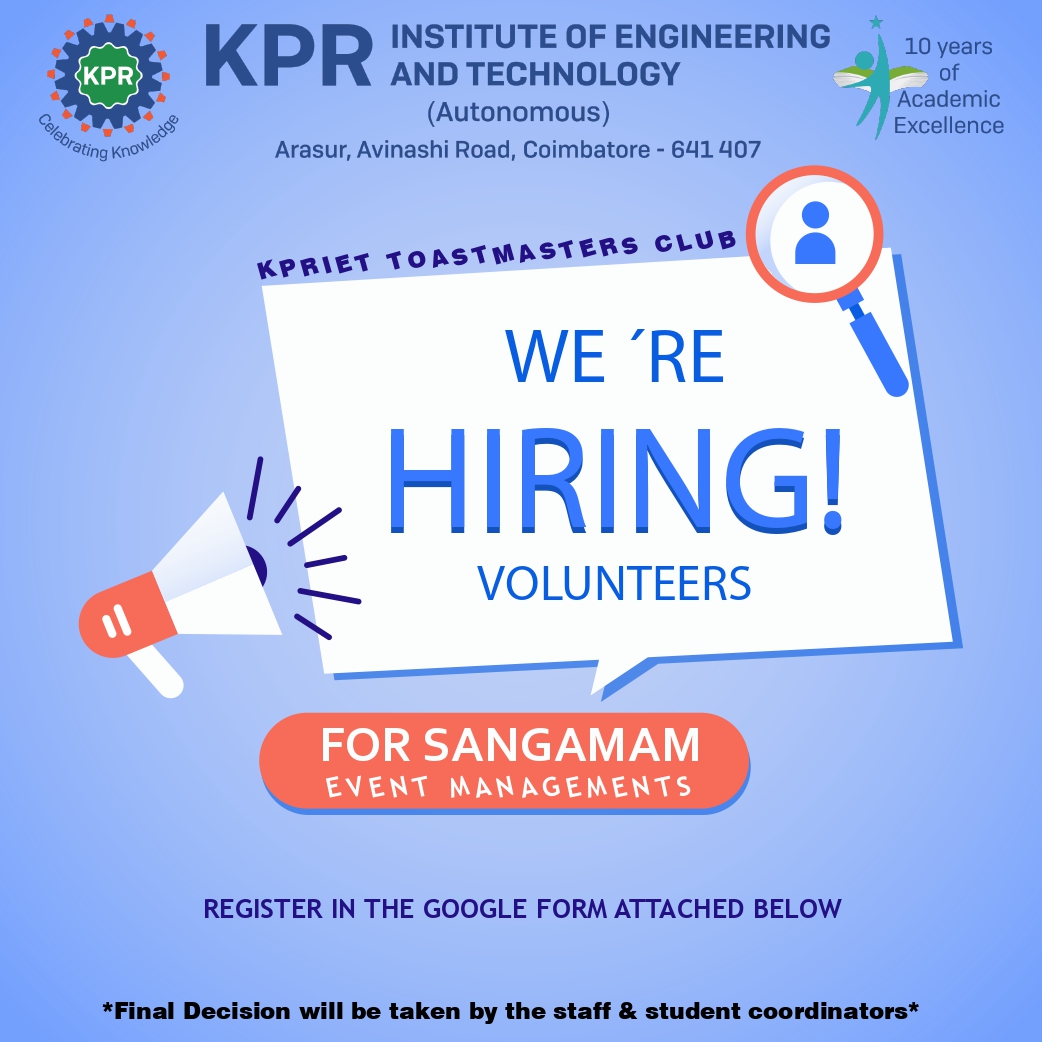 KPR
Celebrating Knowledge
KPR INSTITUTE OF ENGINEERING
AND TECHNOLOGY
(Autonomous)
Arasur, Avinashi Road, Coimbatore - 641 407
10 years
of
Academic
Excellence
KPRIET TOASTMASTERS CLUB
WE ´RE
HIRING!
VOLUNTEERS
FOR SANGAMAM
EVENT MANAGEMENTS
REGISTER IN THE GOOGLE FORM ATTACHED BELOW
*Final Decision will be taken by the staff & student coordinators*